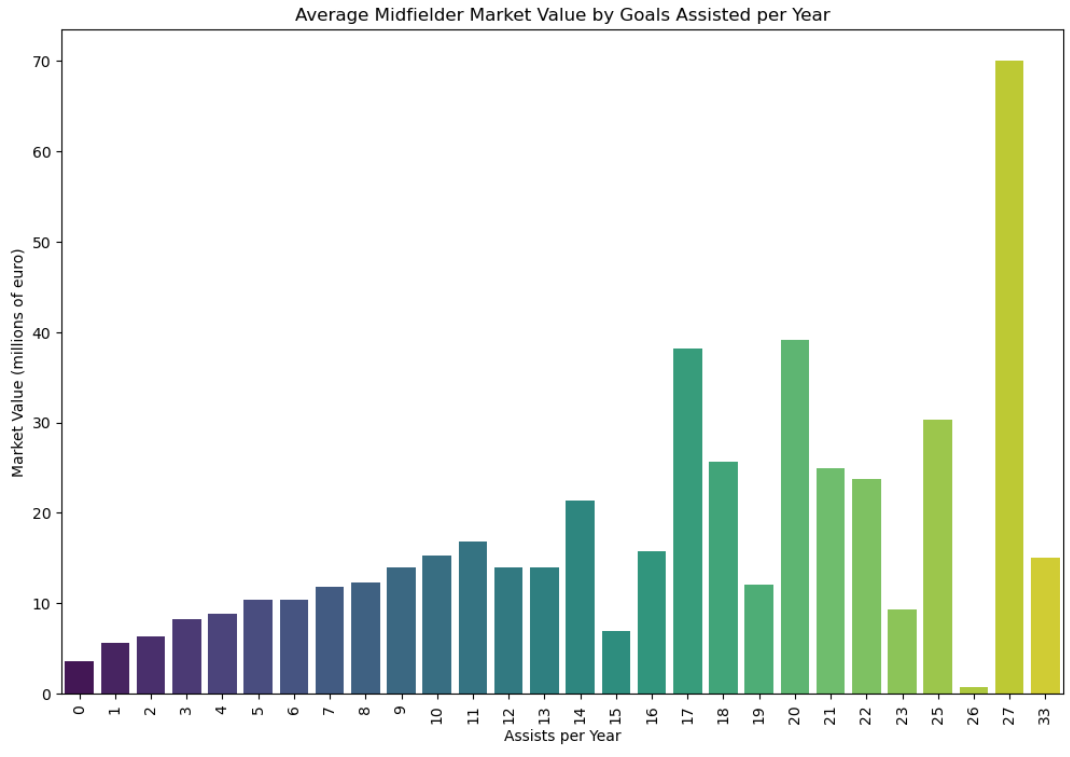 Average Midfielder Market Value by Goals Assisted per Year
Market Value (millions of euro)
70
60
50
40
30
20
10
0
0 1 2 3 4 5 6 7 8 9 10 11 12 13 14 15 16 17 18 19 20 21 22 23 25 26 27 33
Assists per Year